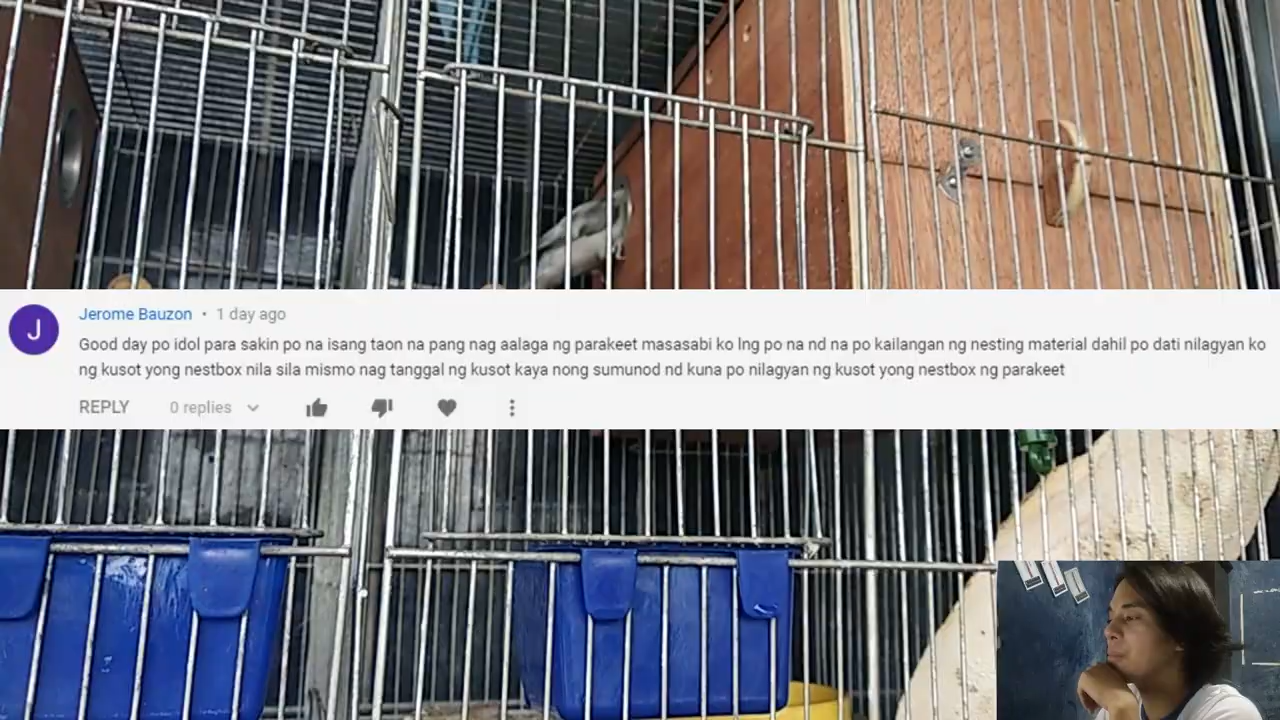 Jerome Bauzon • 1 day ago
Good day po idol para sakin po na isang taon na pang nag aalaga ng parakeet masasabi ko lng po na nd na po kailangan ng nesting material dahil po dati nilagyan ko
ng kusot yong nestbox nila sila mismo nag tanggal ng kusot kaya nong sumunod nd kuna po nilagyan ng kusot yong nestbox ng parakeet
REPLY 0 replies
J